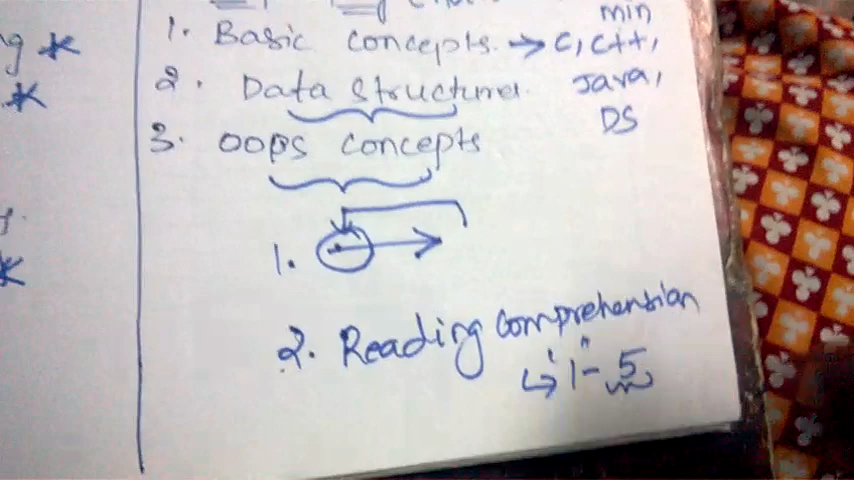 min
1. Basic concepts. → C, C++,
2. Data structures. Java,
DS
3. OOPS concepts
1.
2. Reading comprehension
↳ 1-5